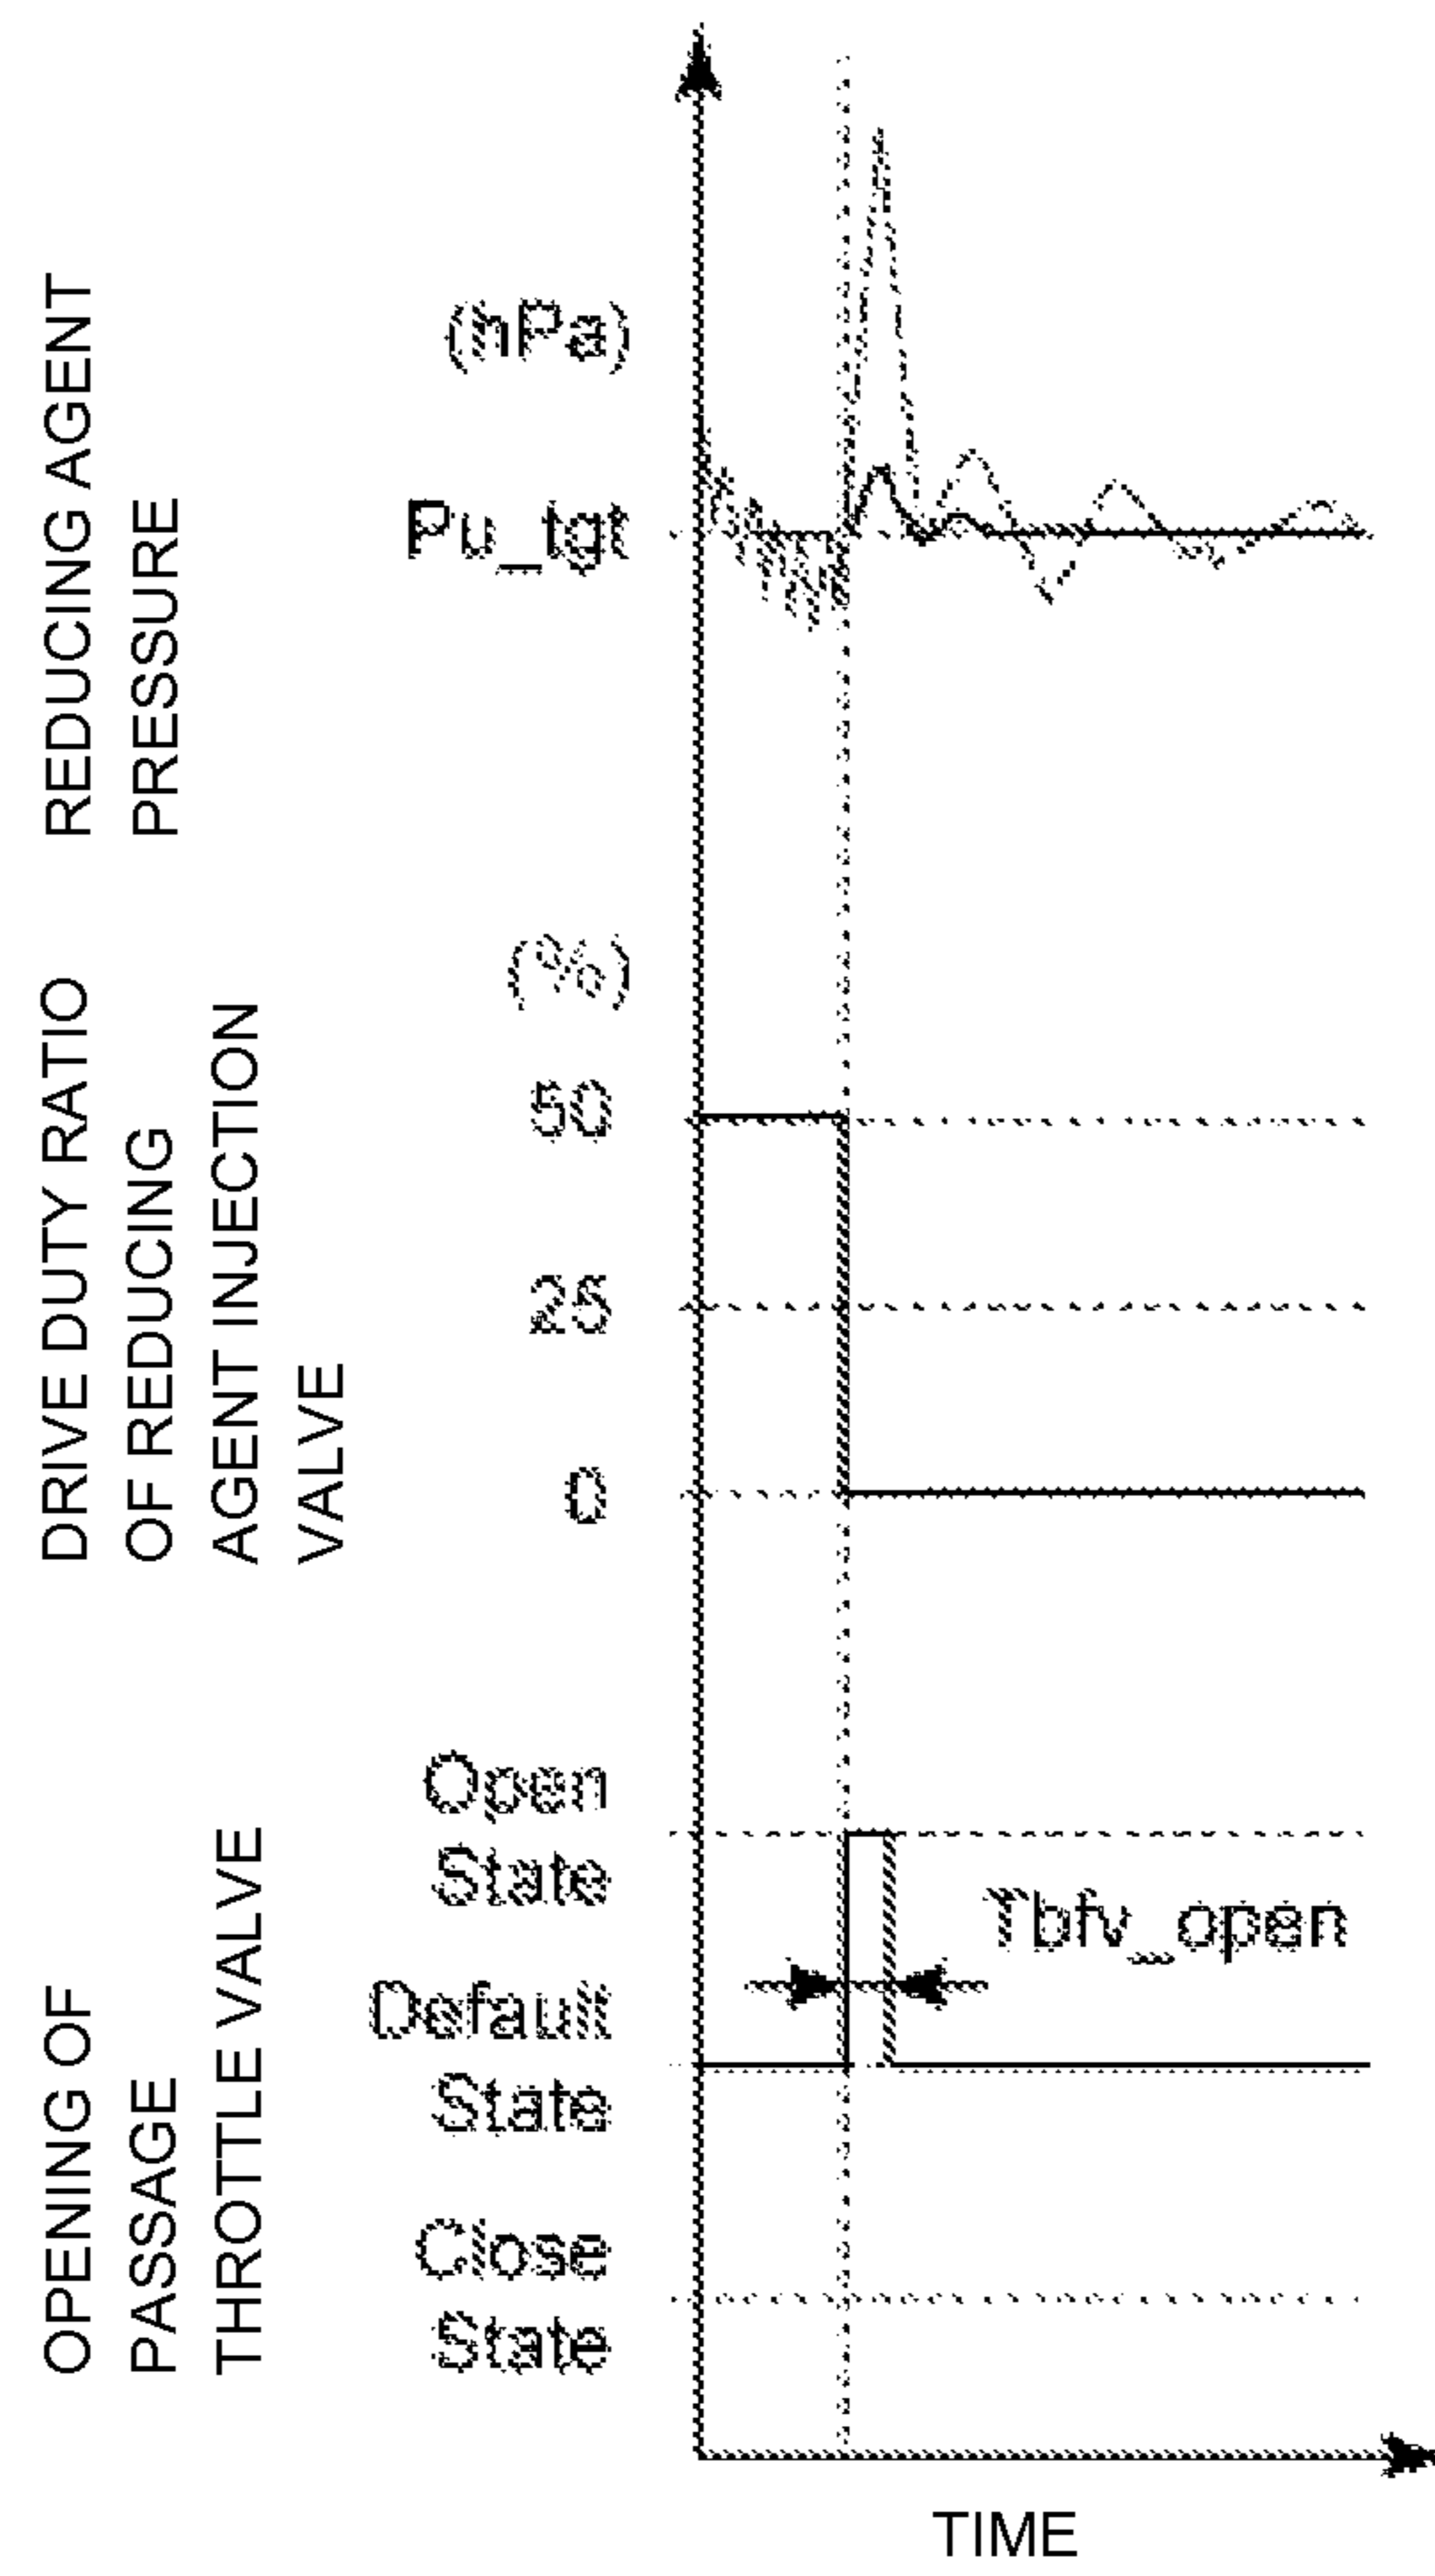 REDUCING AGENT
PRESSURE
(hPa)
Pu_tgt
DRIVE DUTY RATIO
OF REDUCING
AGENT INJECTION
VALVE
(%)
50
25
0
OPENING OF
PASSAGE
THROTTLE VALVE
Open
State
Default
State
Close
State
Tbfv_open
TIME